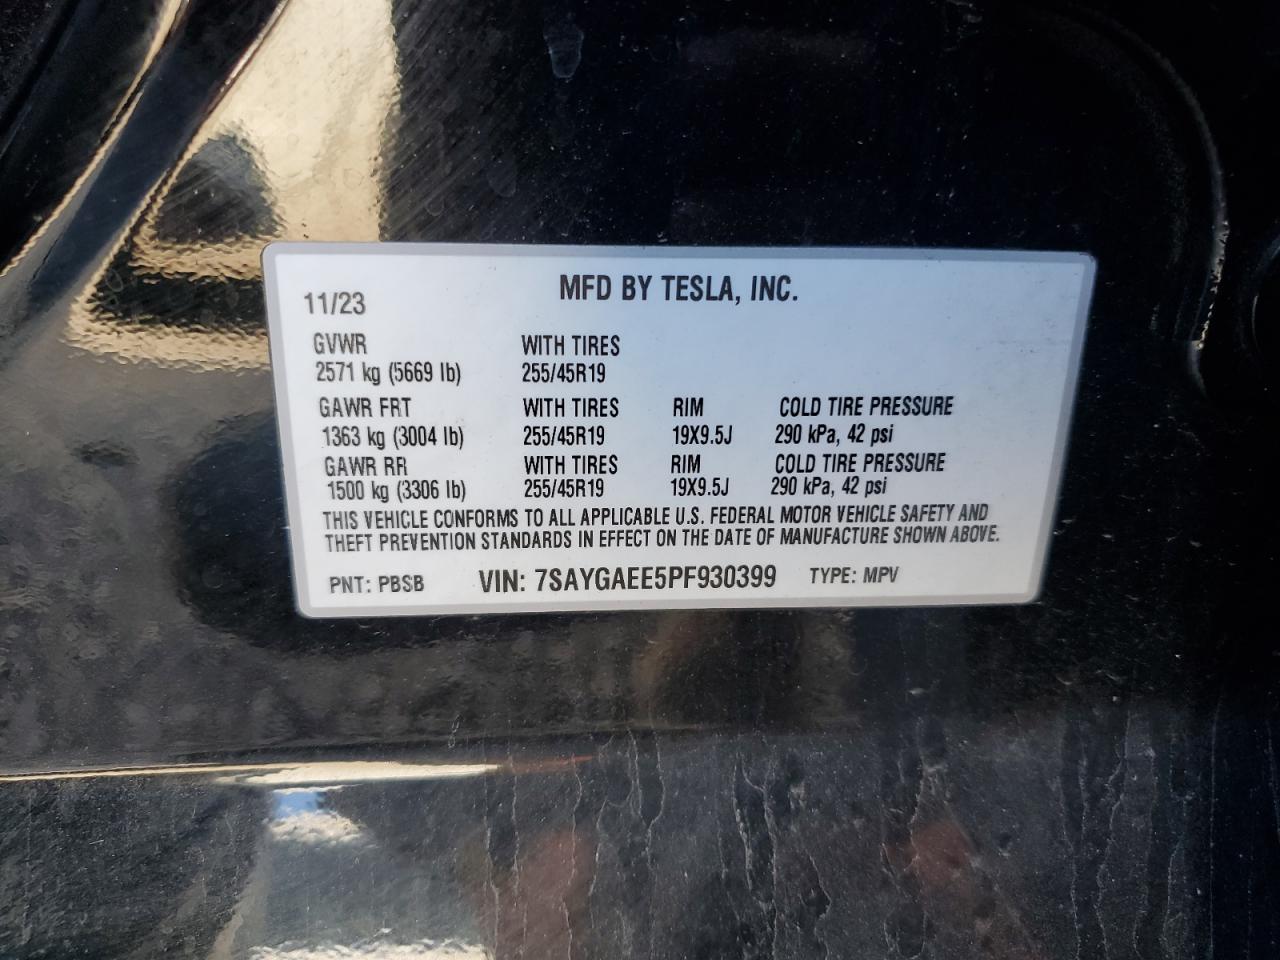 MFD BY TESLA, INC.
11/23
GVWR WITH TIRES
2571 kg (5669 lb) 255/45R19
GAWR FRT WITH TIRES RIM COLD TIRE PRESSURE
1363 kg (3004 lb) 255/45R19 19X9.5J 290 kPa, 42 psi
GAWR RR WITH TIRES RIM COLD TIRE PRESSURE
1500 kg (3306 lb) 255/45R19 19X9.5J 290 kPa, 42 psi
THIS VEHICLE CONFORMS TO ALL APPLICABLE U.S. FEDERAL MOTOR VEHICLE SAFETY AND
THEFT PREVENTION STANDARDS IN EFFECT ON THE DATE OF MANUFACTURE SHOWN ABOVE.
PNT: PBSB VIN: 7SAYGAEE5PF930399 TYPE: MPV